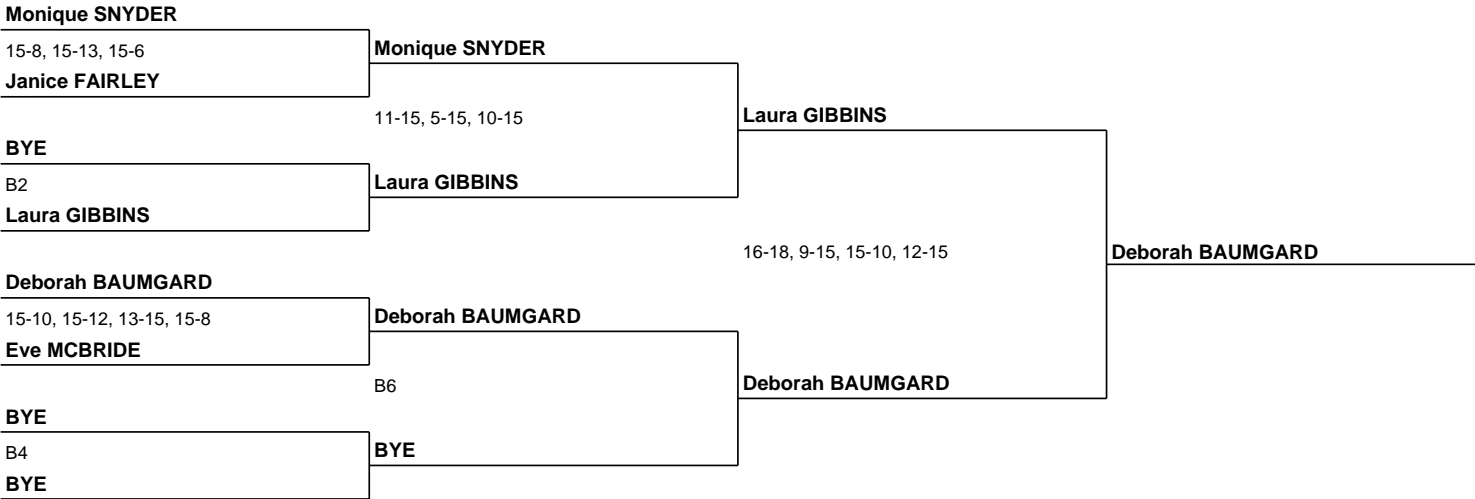 Monique SNYDER
15-8, 15-13, 15-6
Janice FAIRLEY
BYE
B2
Laura GIBBINS
Deborah BAUMGARD
15-10, 15-12, 13-15, 15-8
Eve MCBRIDE
BYE
B4
BYE
Monique SNYDER
11-15, 5-15, 10-15
Laura GIBBINS
Deborah BAUMGARD
B6
BYE
Laura GIBBINS
16-18, 9-15, 15-10, 12-15
Deborah BAUMGARD
Deborah BAUMGARD